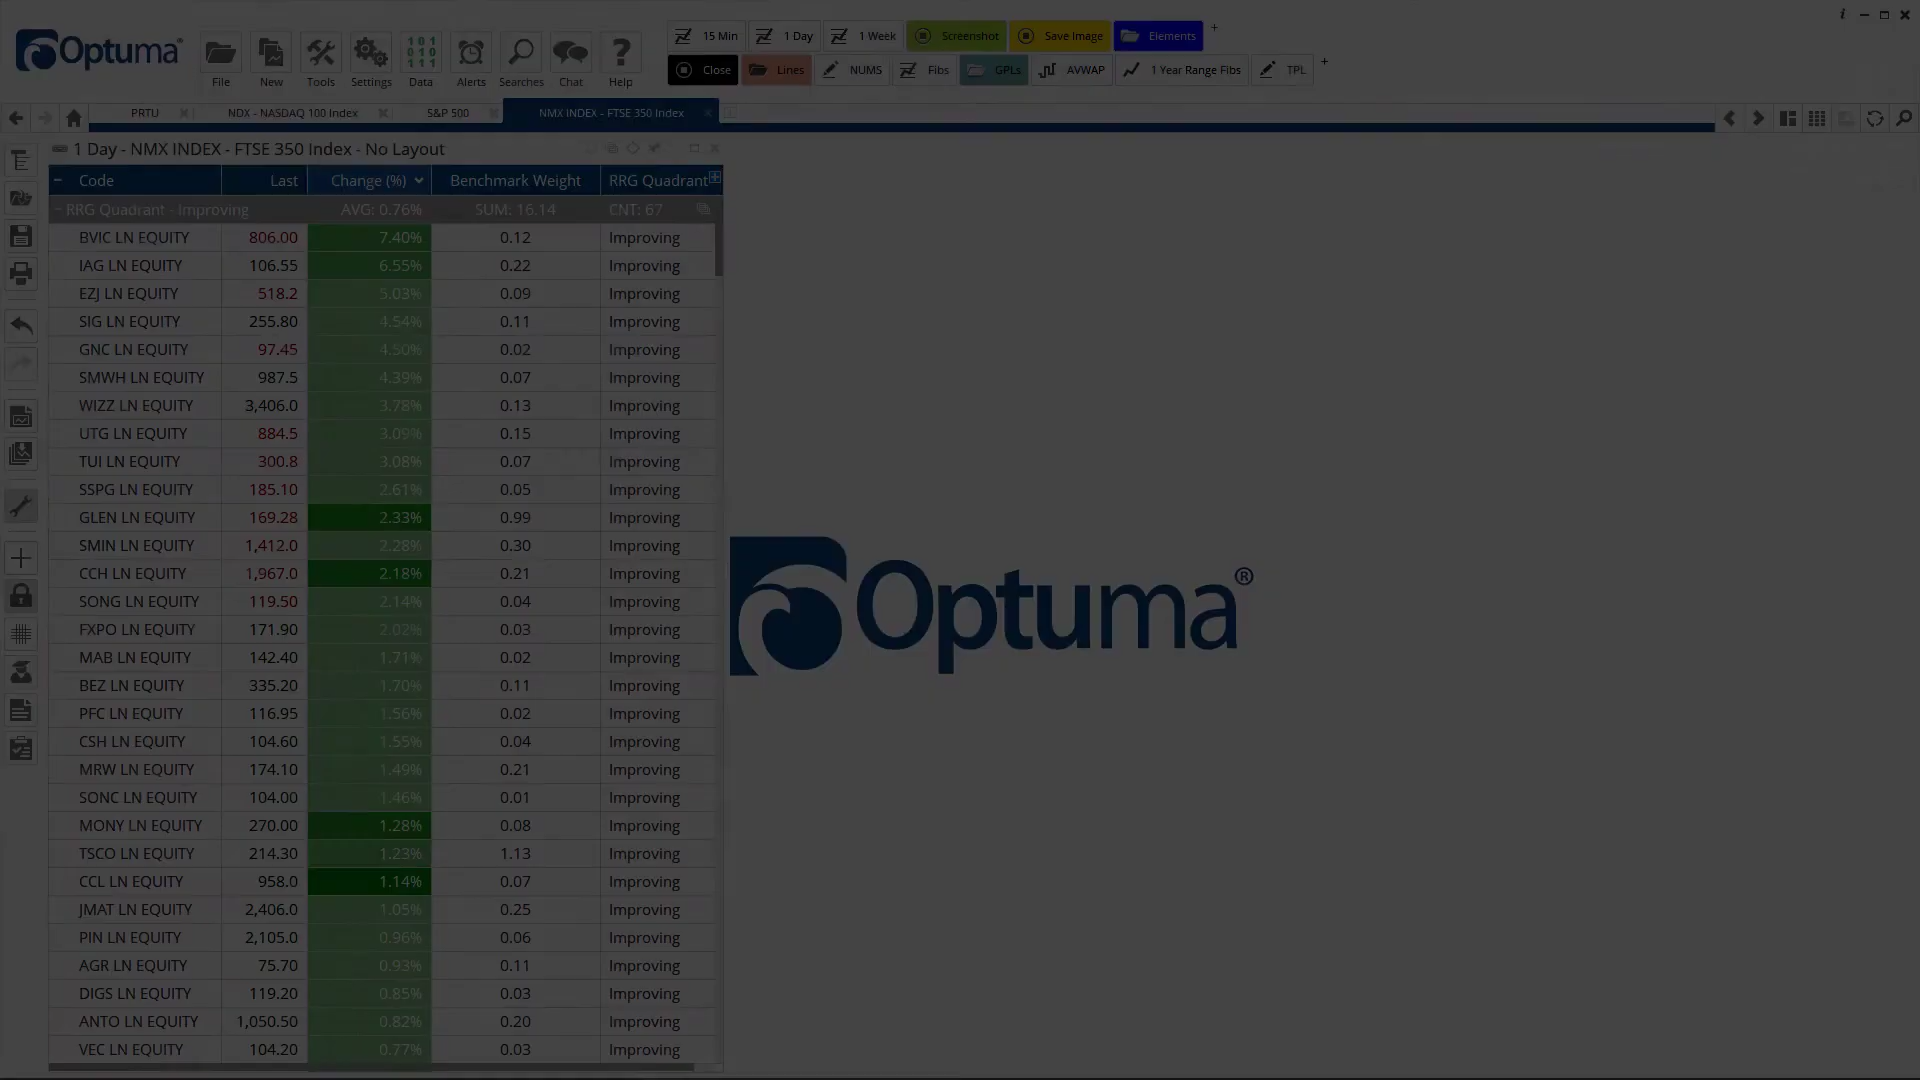 Optuma®
File New Tools Settings Data Alerts Searches Chat Help
15 Min 1 Day 1 Week Screenshot Save Image Elements
Close Lines NUMS Fibs GPLs AVWAP 1 Year Range Fibs TPL
PRTU NDX - NASDAQ 100 Index S&P 500 NMX INDEX - FTSE 350 Index
1 Day - NMX INDEX - FTSE 350 Index - No Layout
Code Last Change (%) Benchmark Weight RRG Quadrant
RRG Quadrant - Improving AVG: 0.76% SUM: 16.14 CNT: 67
BVIC LN EQUITY 806.00 7.40% 0.12 Improving
IAG LN EQUITY 106.55 6.55% 0.22 Improving
EZJ LN EQUITY 518.2 5.03% 0.09 Improving
SIG LN EQUITY 255.80 4.54% 0.11 Improving
GNC LN EQUITY 97.45 4.50% 0.02 Improving
SMWH LN EQUITY 987.5 4.39% 0.07 Improving
WIZZ LN EQUITY 3,406.0 3.78% 0.13 Improving
UTG LN EQUITY 884.5 3.09% 0.15 Improving
TUI LN EQUITY 300.8 3.08% 0.07 Improving
SSPG LN EQUITY 185.10 2.61% 0.05 Improving
GLEN LN EQUITY 169.28 2.33% 0.99 Improving
SMIN LN EQUITY 1,412.0 2.28% 0.30 Improving
CCH LN EQUITY 1,967.0 2.18% 0.21 Improving
SONG LN EQUITY 119.50 2.14% 0.04 Improving
FXPO LN EQUITY 171.90 2.02% 0.03 Improving
MAB LN EQUITY 142.40 1.71% 0.02 Improving
BEZ LN EQUITY 335.20 1.70% 0.11 Improving
PFC LN EQUITY 116.95 1.56% 0.02 Improving
CSH LN EQUITY 104.60 1.55% 0.04 Improving
MRW LN EQUITY 174.10 1.49% 0.21 Improving
SONC LN EQUITY 104.00 1.46% 0.01 Improving
MONY LN EQUITY 270.00 1.28% 0.08 Improving
TSCO LN EQUITY 214.30 1.23% 1.13 Improving
CCL LN EQUITY 958.0 1.14% 0.07 Improving
JMAT LN EQUITY 2,406.0 1.05% 0.25 Improving
PIN LN EQUITY 2,105.0 0.96% 0.06 Improving
AGR LN EQUITY 75.70 0.93% 0.11 Improving
DIGS LN EQUITY 119.20 0.85% 0.03 Improving
ANTO LN EQUITY 1,050.50 0.82% 0.20 Improving
VEC LN EQUITY 104.20 0.77% 0.03 Improving
Optuma®